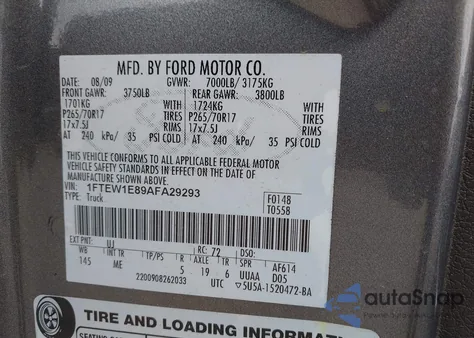 MFD. BY FORD MOTOR CO.
DATE: 08/09 GVWR: 7000LB/ 3175KG
FRONT GAWR: 3750LB REAR GAWR: 3800LB
1701KG WITH 1724KG WITH
P265/70R17 TIRES P265/70R17 TIRES
17x7.5J RIMS 17x7.5J RIMS
AT 240 kPa/ 35 PSI COLD AT 240 kPa/ 35 PSI COLD
THIS VEHICLE CONFORMS TO ALL APPLICABLE FEDERAL MOTOR
VEHICLE SAFETY STANDARDS IN EFFECT ON THE DATE OF
MANUFACTURE SHOWN ABOVE.
VIN: 1FTEW1E89AFA29293 F0148
TYPE: Truck T0558
EXT PNT: UJ RC: 72 DSO:
WB INT TR TP/PS R AXLE TR SPR AF614
145 ME 5 19 6 UUAA D05
2200908262033 UTC ▽5U5A-1520472-BA
autoSnap
TIRE AND LOADING INFORMATI